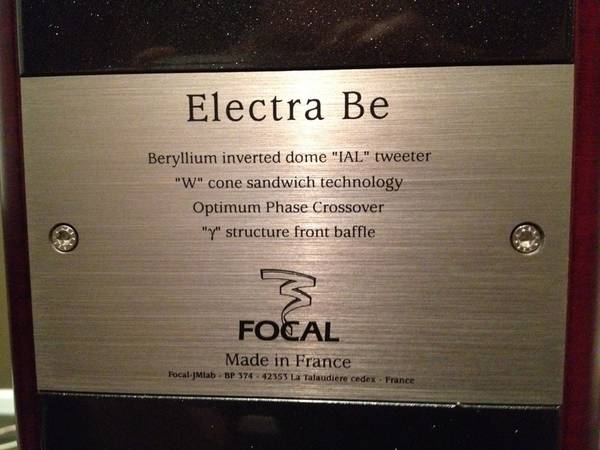 Electra Be
Beryllium inverted dome "IAL" tweeter
"W" cone sandwich technology
Optimum Phase Crossover
"γ" structure front baffle
FOCAL
Made in France
Focal-JMlab - BP 374 - 42353 La Talaudière cedex - France